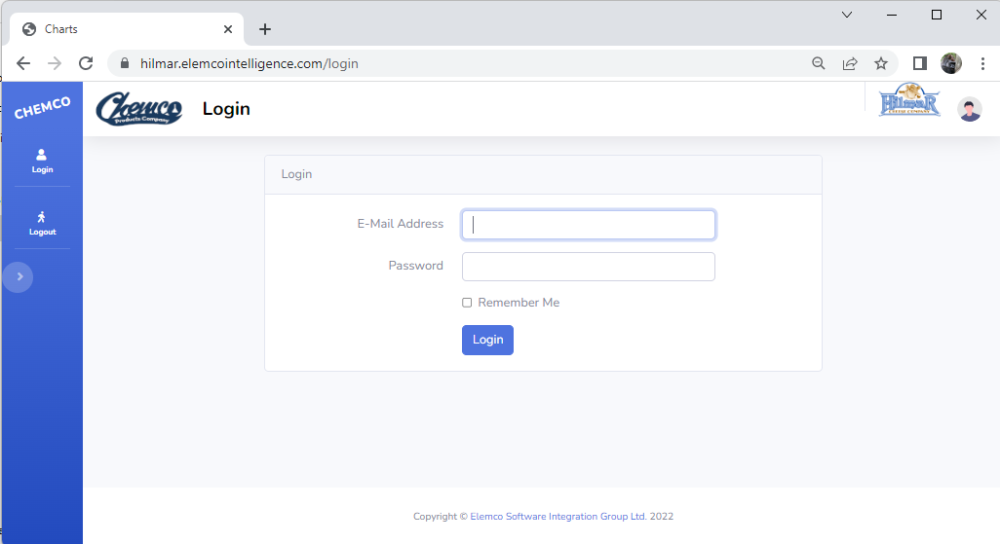 Charts
hilmar.elemcointelligence.com/login
CHEMCO
Chemco
Products Company
Login
Hilmar
CHEESE COMPANY
Login
Logout
Login
E-Mail Address
Password
Remember Me
Login
Copyright © Elemco Software Integration Group Ltd. 2022